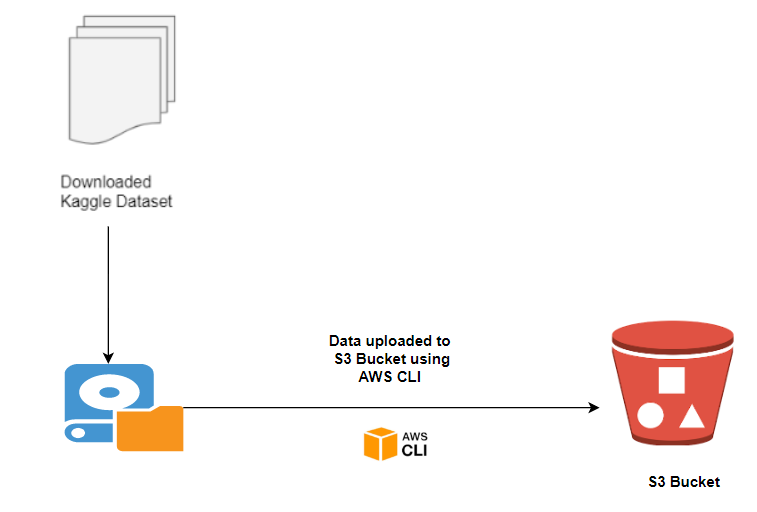 Downloaded
Kaggle Dataset
Data uploaded to
S3 Bucket using
AWS CLI
AWS
CLI
S3 Bucket